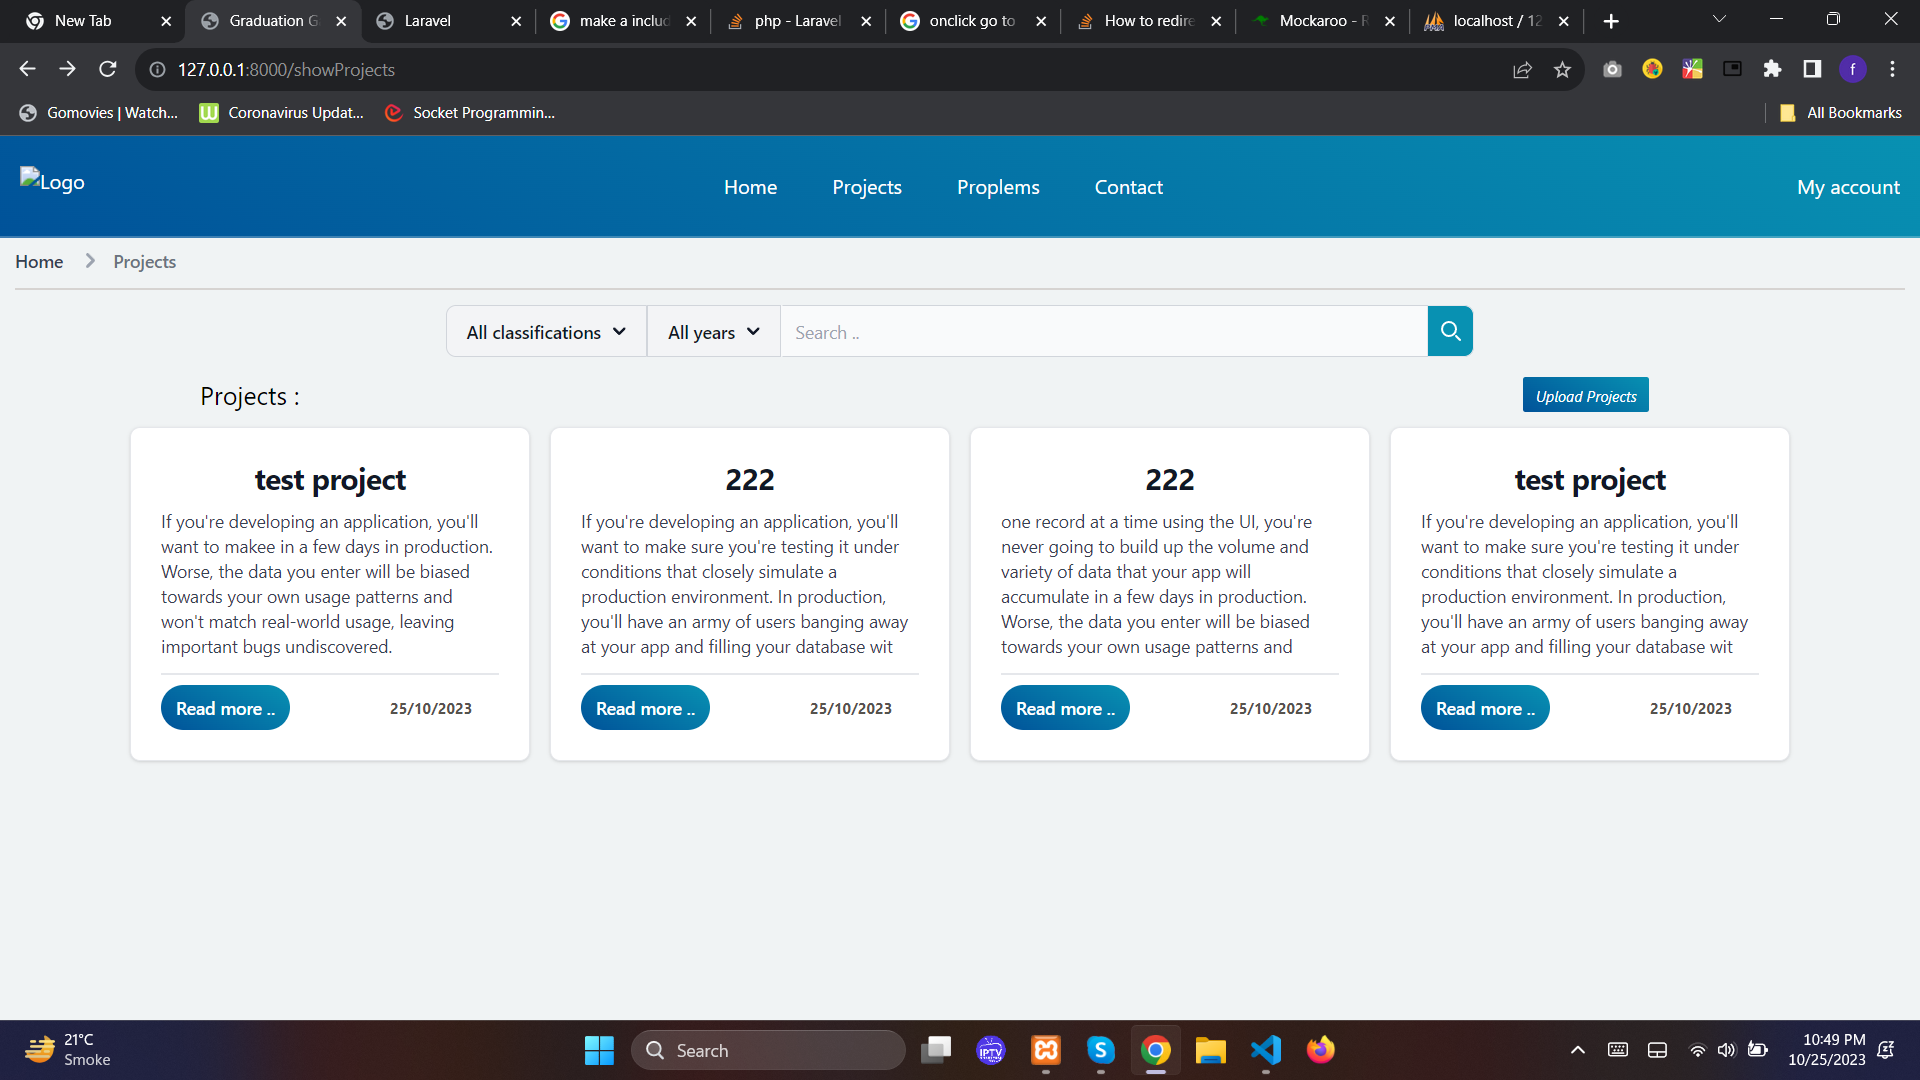 New Tab
Graduation G
Laravel
make a includ
php - Laravel
onclick go to
How to redire
Mockaroo - R
localhost / 12
127.0.0.1:8000/showProjects
f
Gomovies | Watch...
Coronavirus Updat...
Socket Programmin...
All Bookmarks
Logo
Home
Projects
Proplems
Contact
My account
Home
Projects
All classifications
All years
Search ..
Projects :
Upload Projects
test project
If you're developing an application, you'll
want to makee in a few days in production.
Worse, the data you enter will be biased
towards your own usage patterns and
won't match real-world usage, leaving
important bugs undiscovered.
Read more ..
25/10/2023
222
If you're developing an application, you'll
want to make sure you're testing it under
conditions that closely simulate a
production environment. In production,
you'll have an army of users banging away
at your app and filling your database wit
Read more ..
25/10/2023
222
one record at a time using the UI, you're
never going to build up the volume and
variety of data that your app will
accumulate in a few days in production.
Worse, the data you enter will be biased
towards your own usage patterns and
Read more ..
25/10/2023
test project
If you're developing an application, you'll
want to make sure you're testing it under
conditions that closely simulate a
production environment. In production,
you'll have an army of users banging away
at your app and filling your database wit
Read more ..
25/10/2023
21°C
Smoke
Search
IPTV
10:49 PM
10/25/2023